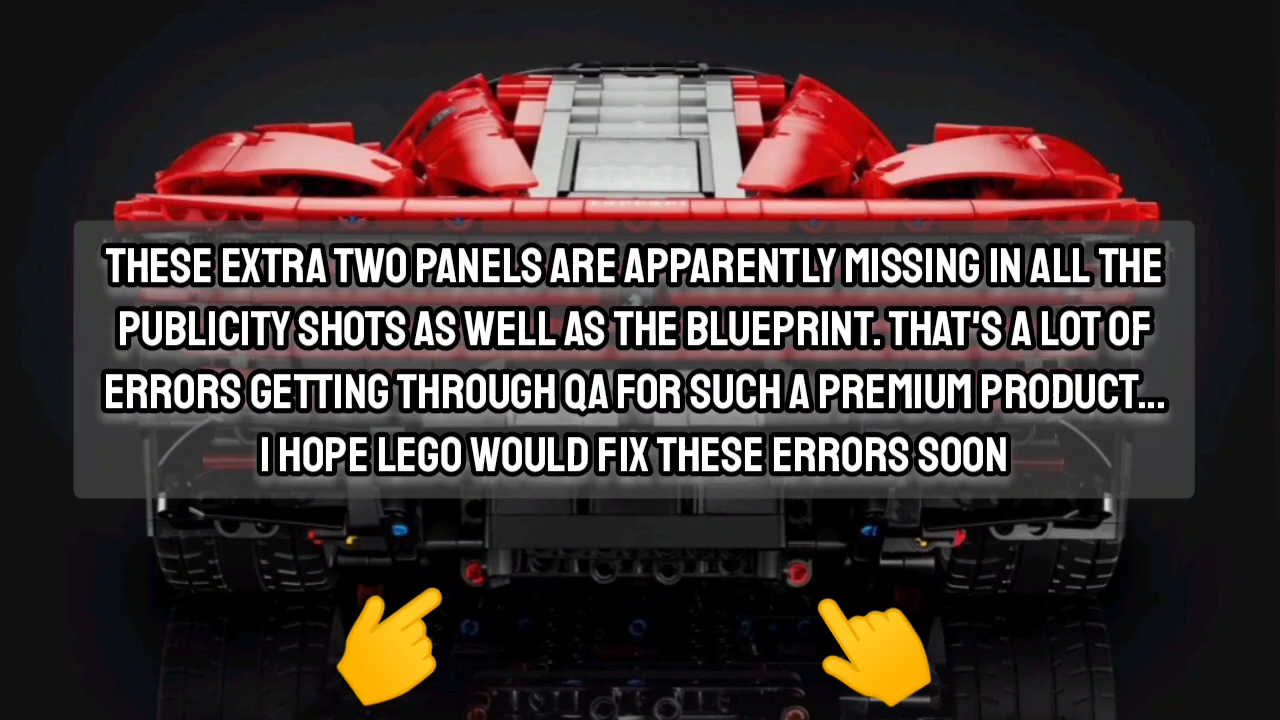 THESE EXTRA TWO PANELS ARE APPARENTLY MISSING IN ALL THE
PUBLICITY SHOTS AS WELL AS THE BLUEPRINT. THAT'S A LOT OF
ERRORS GETTING THROUGH QA FOR SUCH A PREMIUM PRODUCT...
I HOPE LEGO WOULD FIX THESE ERRORS SOON